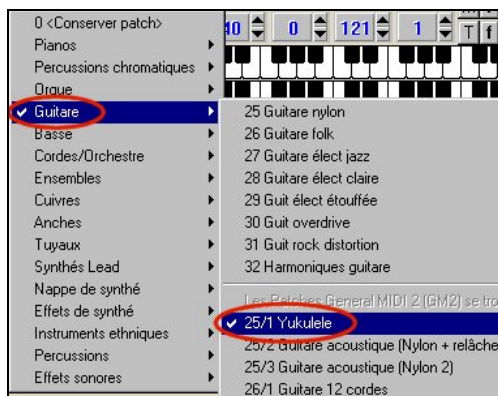 0 <Conserver patch>
Pianos
Percussions chromatiques
Orgue
Guitare
Basse
Cordes/Orchestre
Ensembles
Cuivres
Anches
Tuyaux
Synthés Lead
Nappe de synthé
Effets de synthé
Instruments ethniques
Percussions
Effets sonores
40 0 121 1 T f
25 Guitare nylon
26 Guitare folk
27 Guitare élect jazz
28 Guitare élect claire
29 Guit élect étouffée
30 Guit overdrive
31 Guit rock distortion
32 Harmoniques guitare
Les Patches General MIDI 2 (GM2) se tro
25/1 Yukulele
25/2 Guitare acoustique (Nylon + relâche
25/3 Guitare acoustique (Nylon 2)
26/1 Guitare 12 cordes